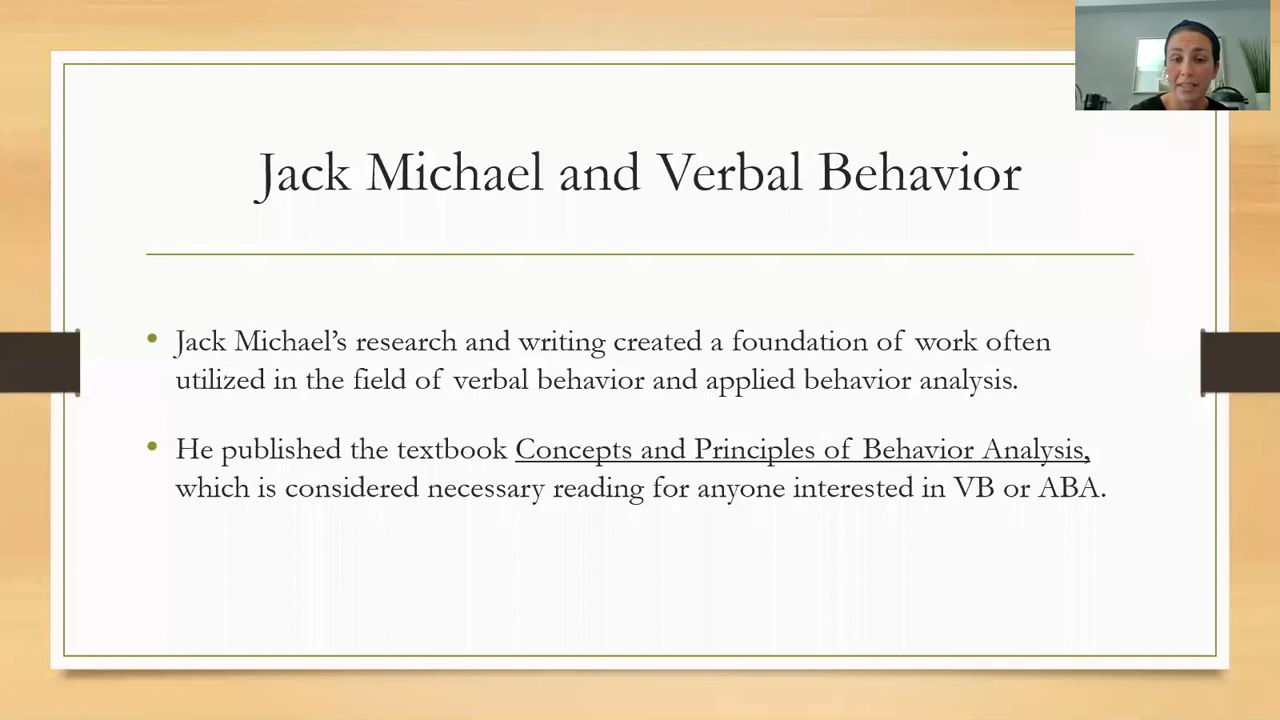 Jack Michael and Verbal Behavior
• Jack Michael’s research and writing created a foundation of work often
utilized in the field of verbal behavior and applied behavior analysis.
• He published the textbook Concepts and Principles of Behavior Analysis,
which is considered necessary reading for anyone interested in VB or ABA.